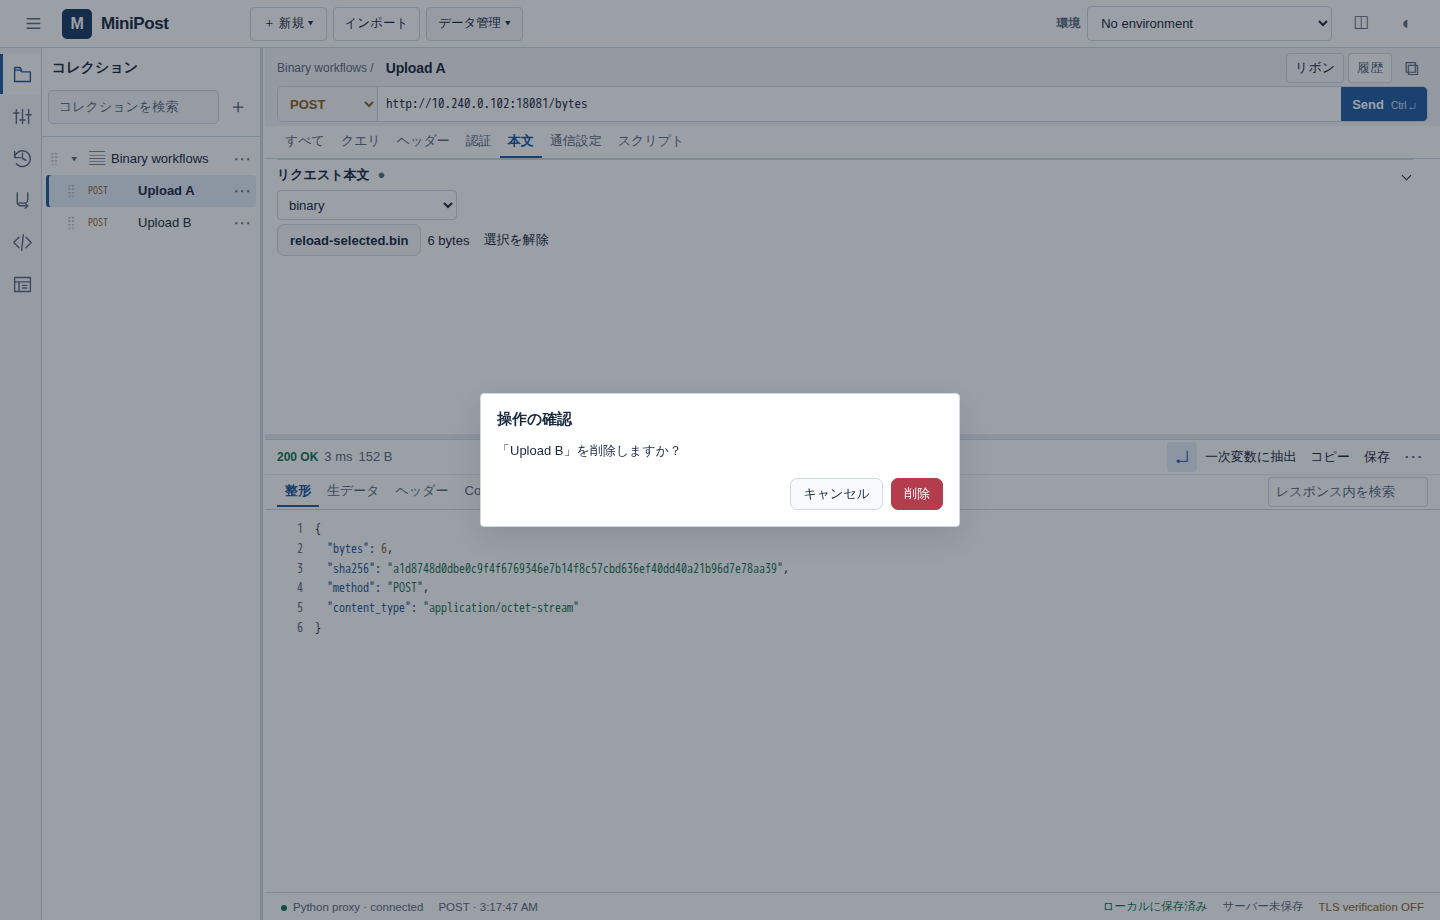 M MiniPost ＋ 新規 ▾ インポート データ管理 ▾ 環境 No environment
コレクション
コレクションを検索 +
Binary workflows ···
POST Upload A ···
POST Upload B ···
Binary workflows / Upload A リボン 履歴
POST http://10.240.0.102:18081/bytes Send Ctrl ⏎
すべて クエリ ヘッダー 認証 本文 通信設定 スクリプト
リクエスト本文 ●
binary
reload-selected.bin 6 bytes 選択を解除
操作の確認
「Upload B」を削除しますか？
キャンセル 削除
200 OK 3 ms 152 B 一次変数に抽出 コピー 保存 ···
整形 生データ ヘッダー Co レスポンス内を検索
1 {
2 "bytes": 6,
3 "sha256": "a1d8748d0dbe0c9f4f6769346e7b14f8c57cbd636ef40dd40a21b96d7e78aa39",
4 "method": "POST",
5 "content_type": "application/octet-stream"
6 }
● Python proxy · connected POST · 3:17:47 AM ローカルに保存済み サーバー未保存 TLS verification OFF